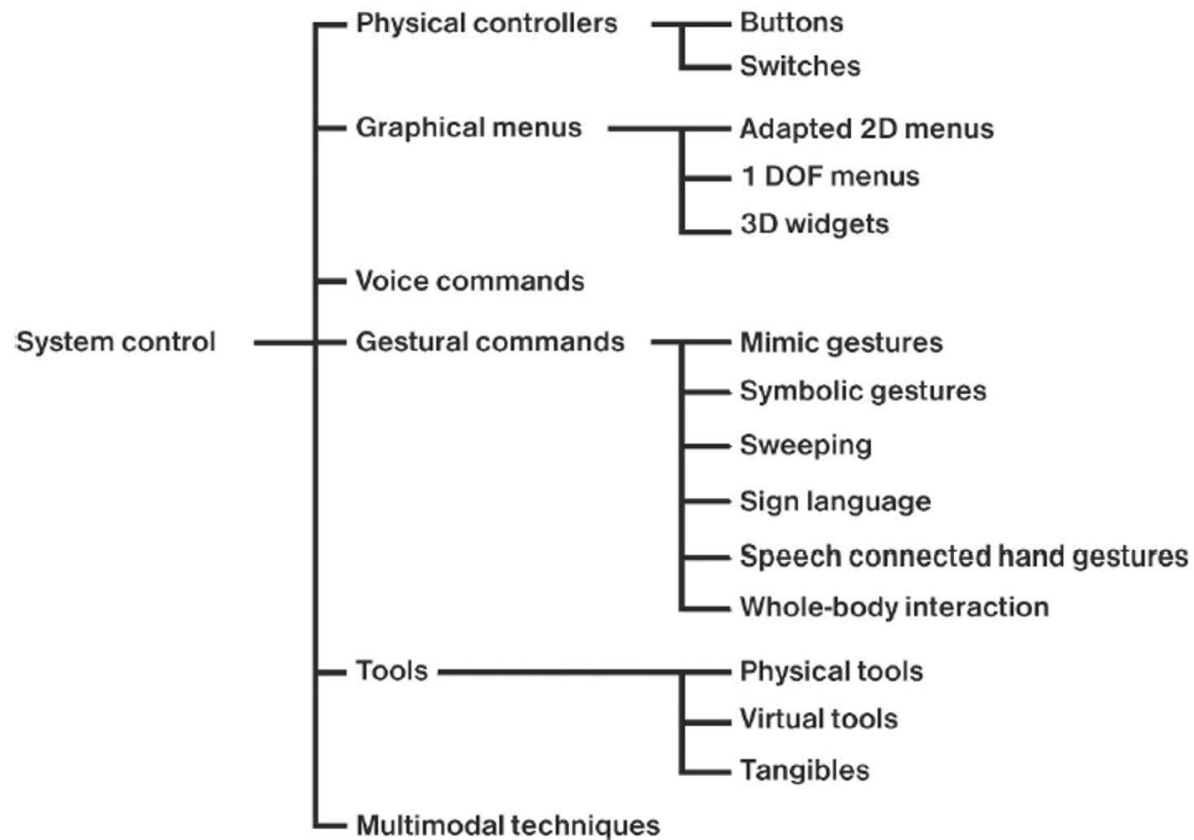 Physical controllers
Buttons
Switches
Graphical menus
Adapted 2D menus
1 DOF menus
3D widgets
Voice commands
System control
Gestural commands
Mimic gestures
Symbolic gestures
Sweeping
Sign language
Speech connected hand gestures
Whole-body interaction
Tools
Physical tools
Virtual tools
Tangibles
Multimodal techniques